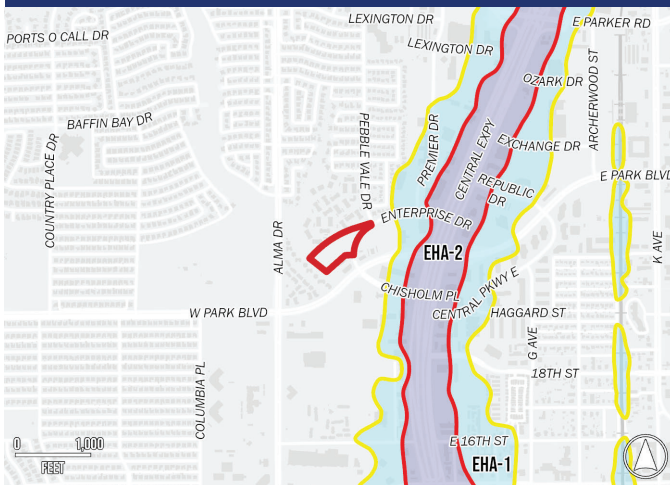 LEXINGTON DR
E PARKER RD
PORTS O CALL DR
LEXINGTON DR
OZARK DR
ARCHERWOOD ST
BAFFIN BAY DR
PEBBLE VALE DR
PREMIER DR
CENTRAL EXPY
EXCHANGE DR
COUNTRY PLACE DR
REPUBLIC
DR
E PARK BLVD
ENTERPRISE DR
ALMA DR
K AVE
EHA-2
CHISHOLM PL
CENTRAL PKWY E
W PARK BLVD
HAGGARD ST
G AVE
18TH ST
COLUMBIA PL
0 1,000
FEET
E 16TH ST
EHA-1